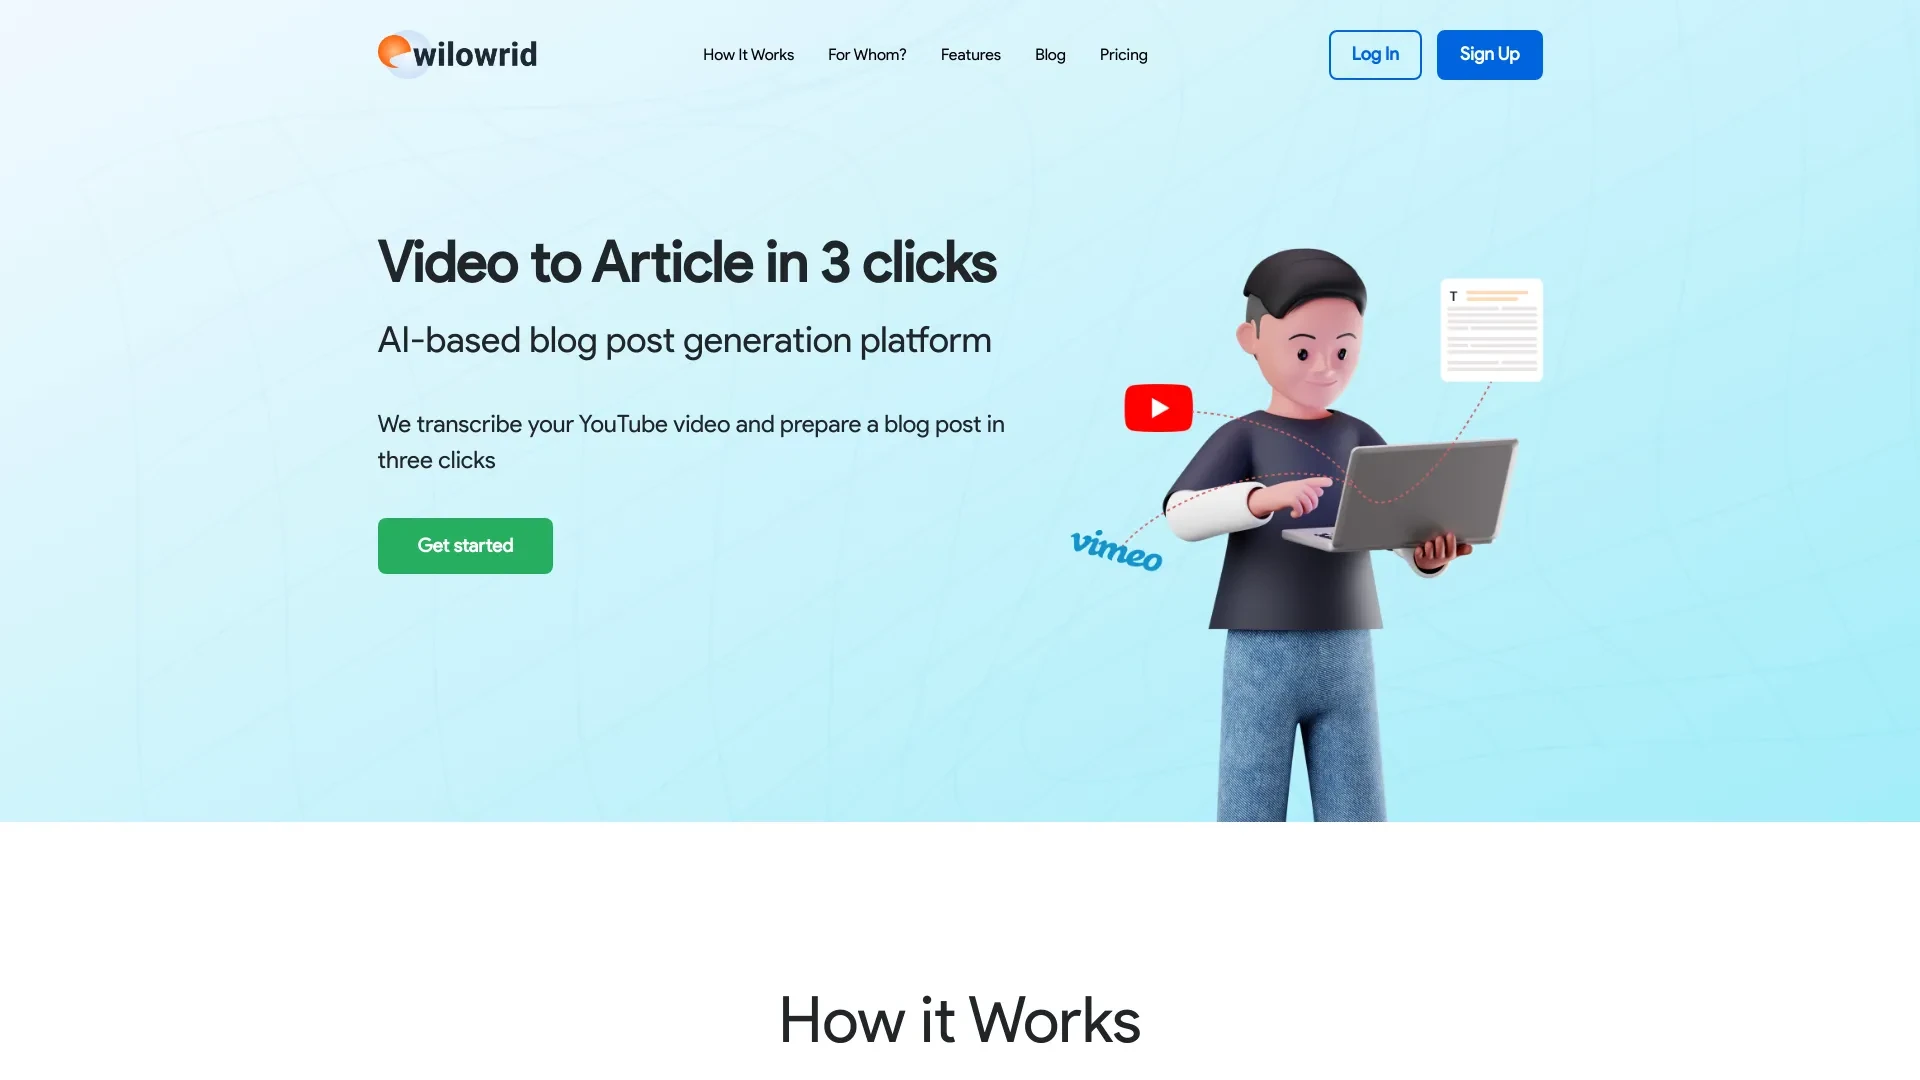 wilowrid
How It Works
For Whom?
Features
Blog
Pricing
Log In
Sign Up
Video to Article in 3 clicks
AI-based blog post generation platform
We transcribe your YouTube video and prepare a blog post in
three clicks
Get started
vimeo
T
How it Works